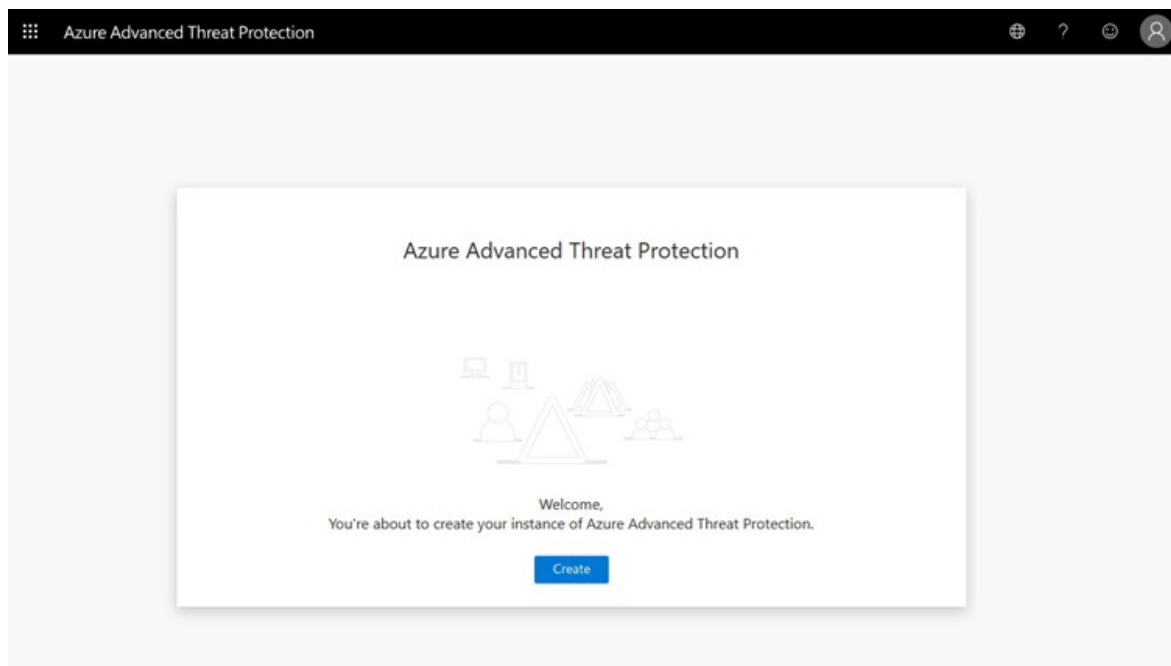 Azure Advanced Threat Protection
?
Azure Advanced Threat Protection
Welcome,
You're about to create your instance of Azure Advanced Threat Protection.
Create